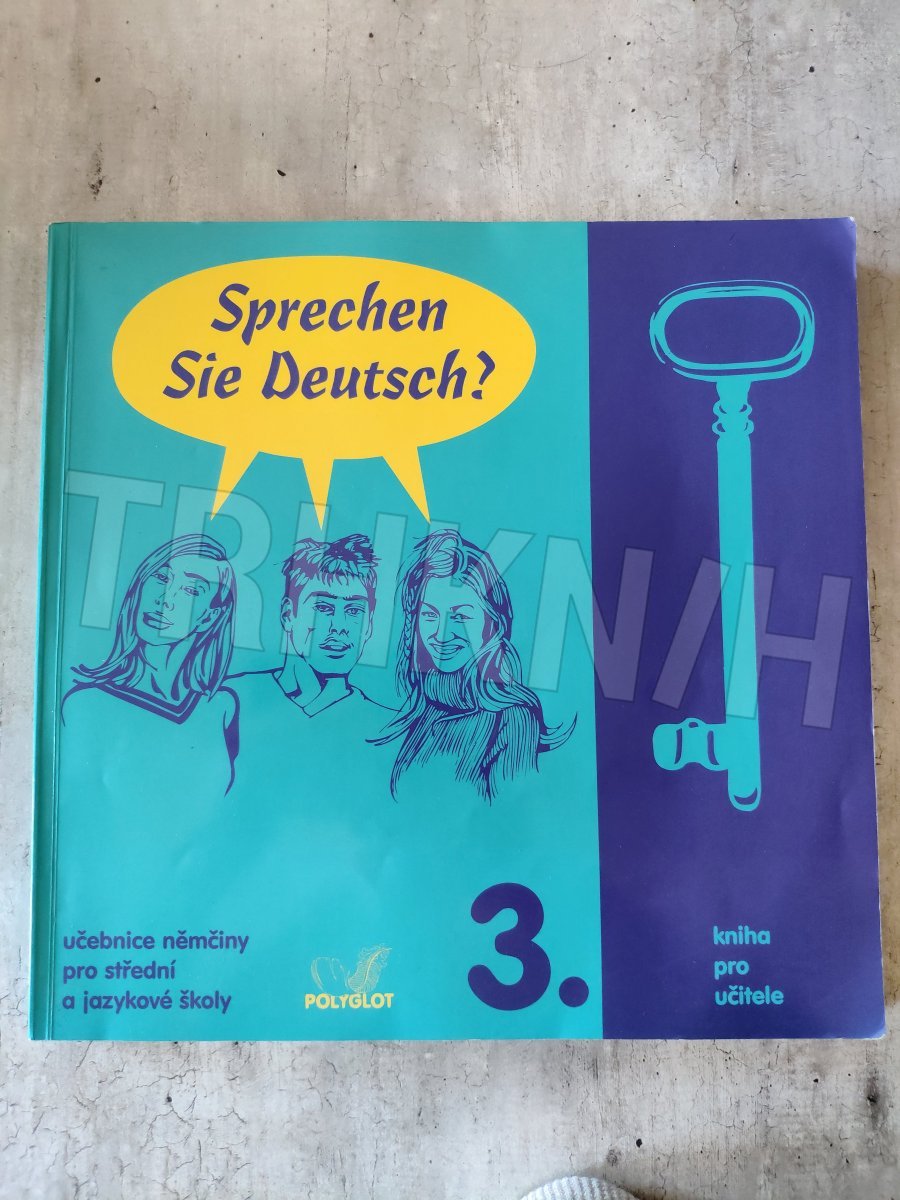 Sprechen
Sie Deutsch?
TRHKNIH
učebnice němčiny
pro střední
a jazykové školy
POLYGLOT
3.
kniha
pro
učitele